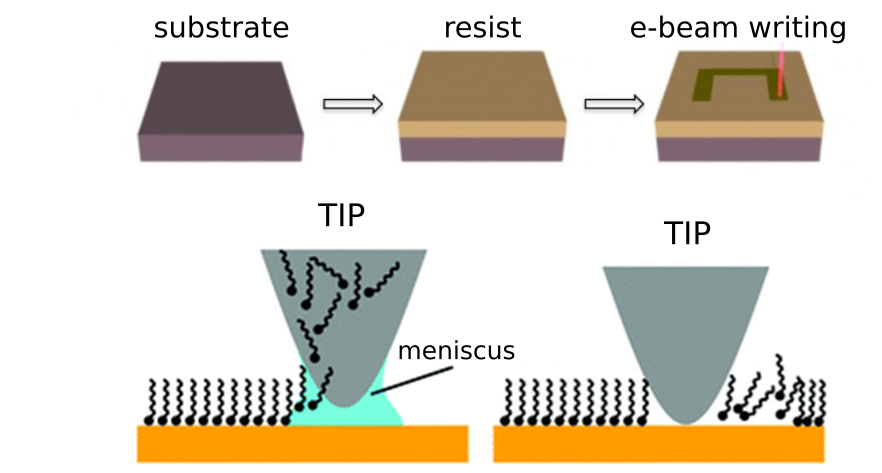 substrate
resist
e-beam writing
TIP
TIP
meniscus